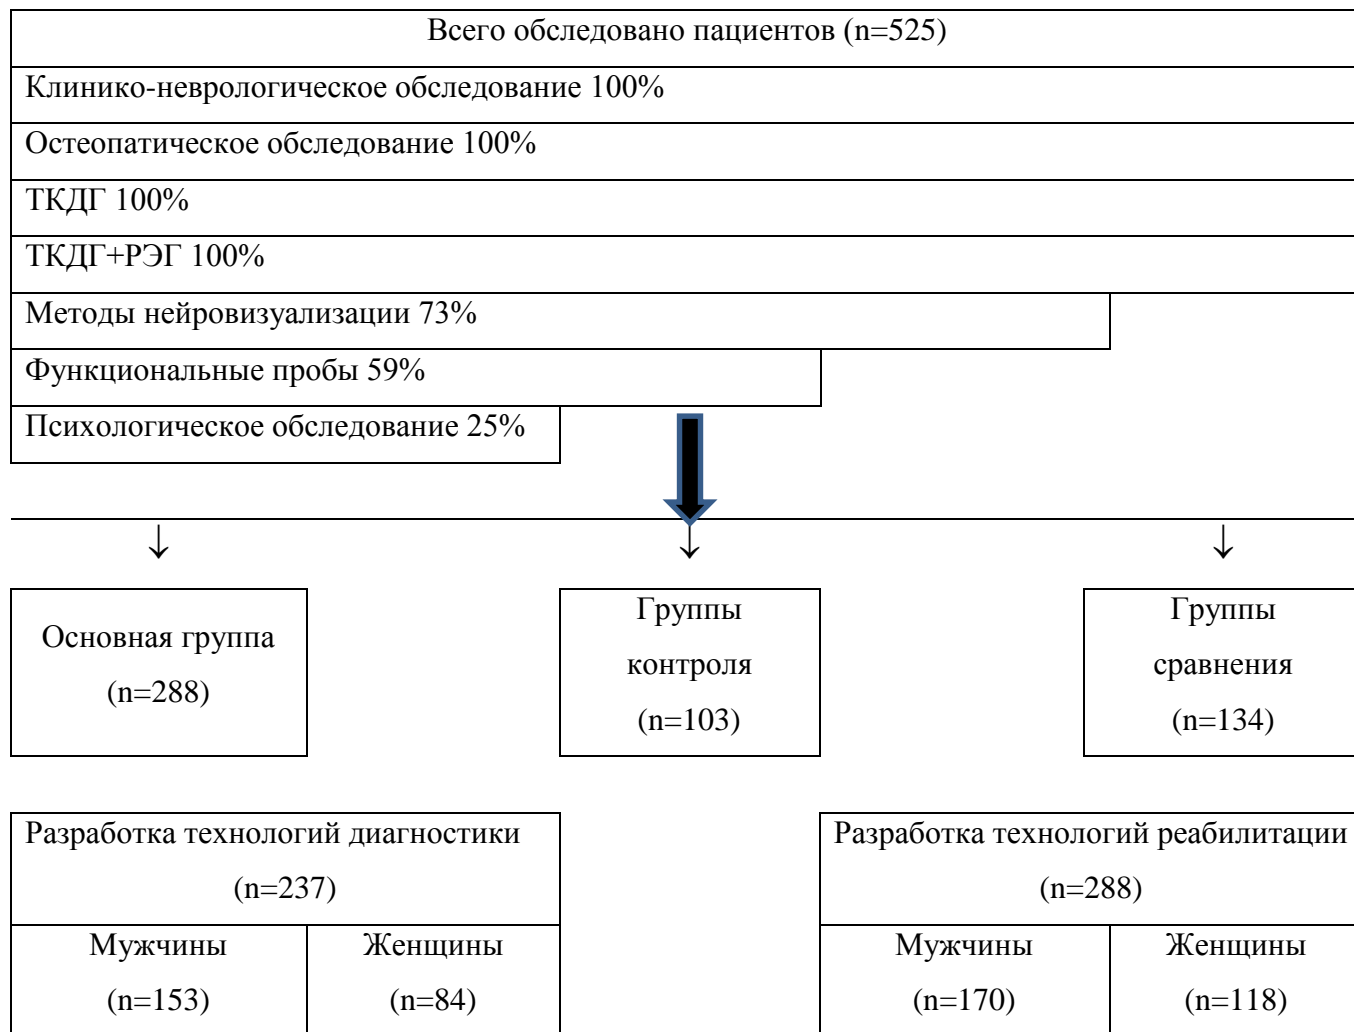 Всего обследовано пациентов (n=525)
Клинико-неврологическое обследование 100%
Остеопатическое обследование 100%
ТКДГ 100%
ТКДГ+РЭГ 100%
Методы нейровизуализации 73%
Функциональные пробы 59%
Психологическое обследование 25%
↓ ↓ ↓
Основная группа
(n=288)
Группы
контроля
(n=103)
Группы
сравнения
(n=134)
Разработка технологий диагностики
(n=237)
Мужчины
(n=153)
Женщины
(n=84)
Разработка технологий реабилитации
(n=288)
Мужчины
(n=170)
Женщины
(n=118)